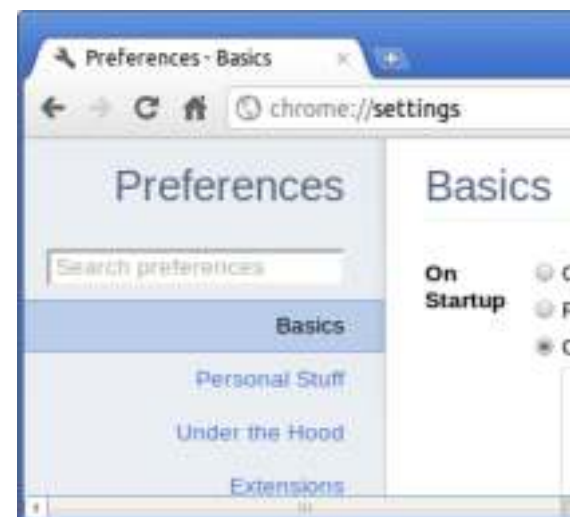 Preferences - Basics
chrome://settings
Preferences
Search preferences
Basics
Personal Stuff
Under the Hood
Extensions
Basics
On
Startup